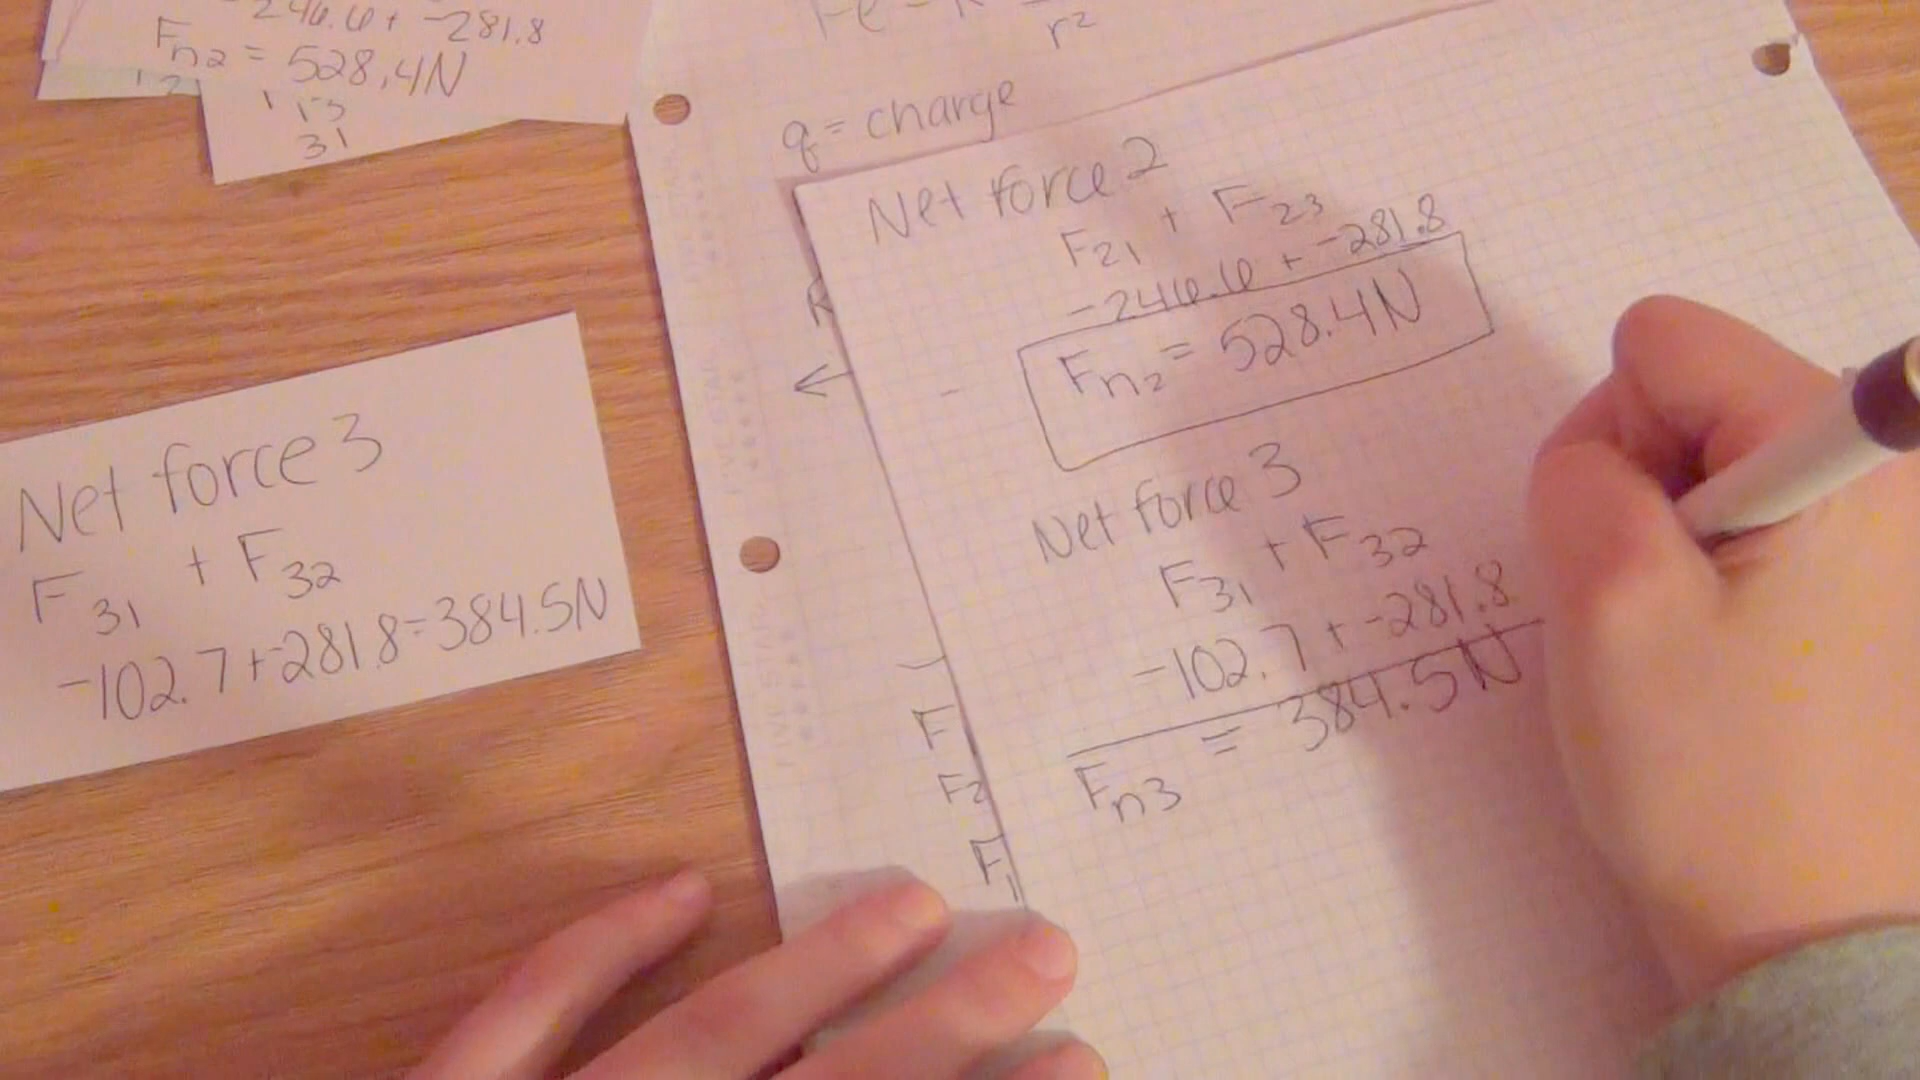 -246.6 + -281.8
Fn2 = 528.4N
13
31
Net force 3
F31 + F32
-102.7+-281.8=384.5N
r²
q = charge
Net force 2
F21 + F23
-246.6 + -281.8
Fn2 = 528.4N
Net force 3
F31 + F32
-102.7 + -281.8
Fn3 = 384.5N
F
F2
F1